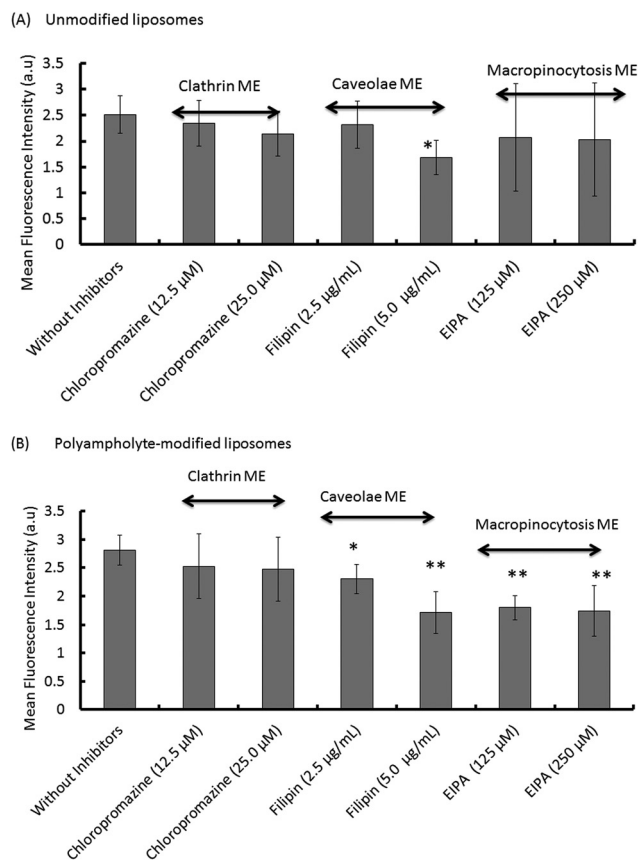 (A) Unmodified liposomes
Mean Fluorescence Intensity (a.u)
3.5
3
2.5
2
1.5
1
0.5
0
Clathrin ME
Caveolae ME
Macropinocytosis ME
*
Without Inhibitors
Chloropromazine (12.5 µM)
Chloropromazine (25.0 µM)
Filipin (2.5 µg/mL)
Filipin (5.0 µg/mL)
EIPA (125 µM)
EIPA (250 µM)
(B) Polyampholyte-modified liposomes
Mean Fluorescence Intensity (a.u)
3.5
3
2.5
2
1.5
1
0.5
0
Clathrin ME
Caveolae ME
Macropinocytosis ME
*
**
**
**
Without Inhibitors
Chloropromazine (12.5 µM)
Chloropromazine (25.0 µM)
Filipin (2.5 µg/mL)
Filipin (5.0 µg/mL)
EIPA (125 µM)
EIPA (250 µM)